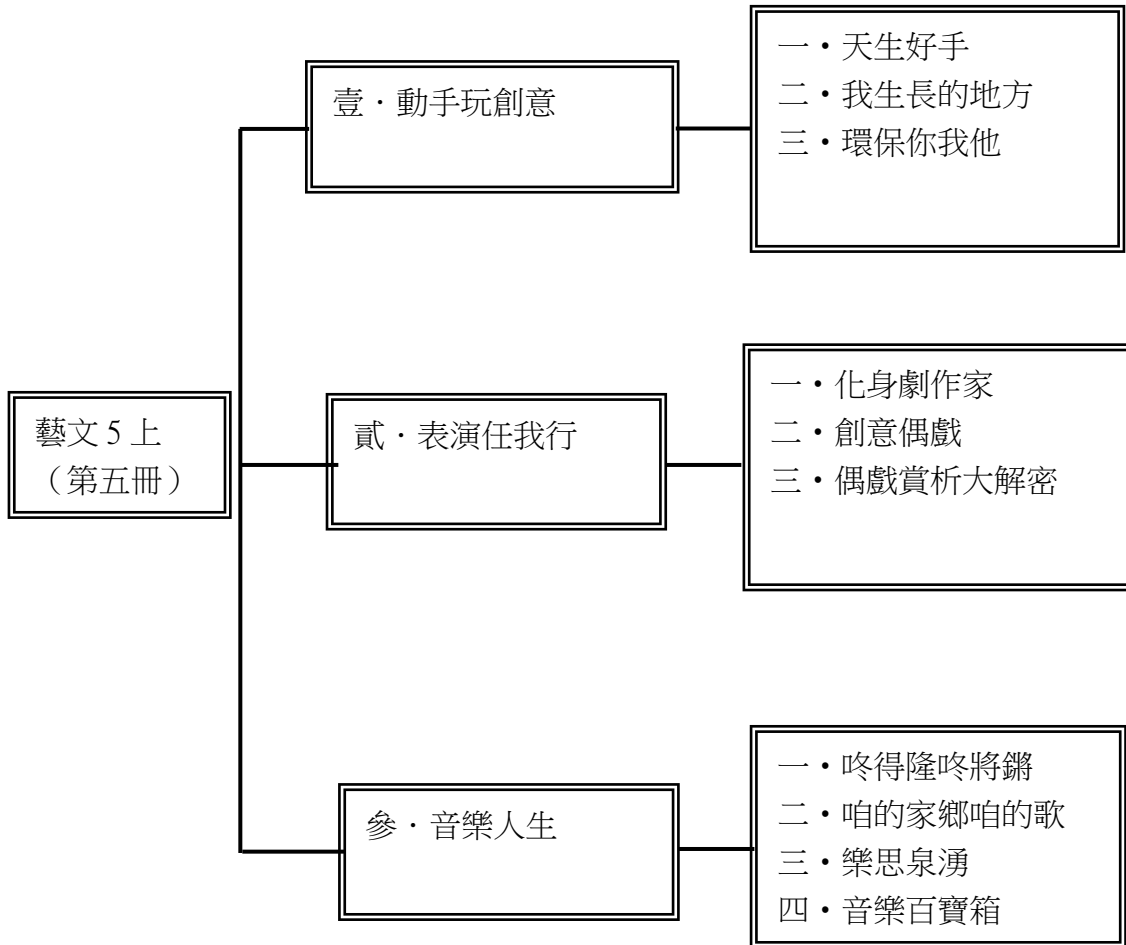 藝文5上
（第五冊）
壹．動手玩創意
一・天生好手
二・我生長的地方
三・環保你我他
貳．表演任我行
一・化身劇作家
二・創意偶戲
三・偶戲賞析大解密
參．音樂人生
一・咚得隆咚將鏘
二・咱的家鄉咱的歌
三・樂思泉湧
四・音樂百寶箱